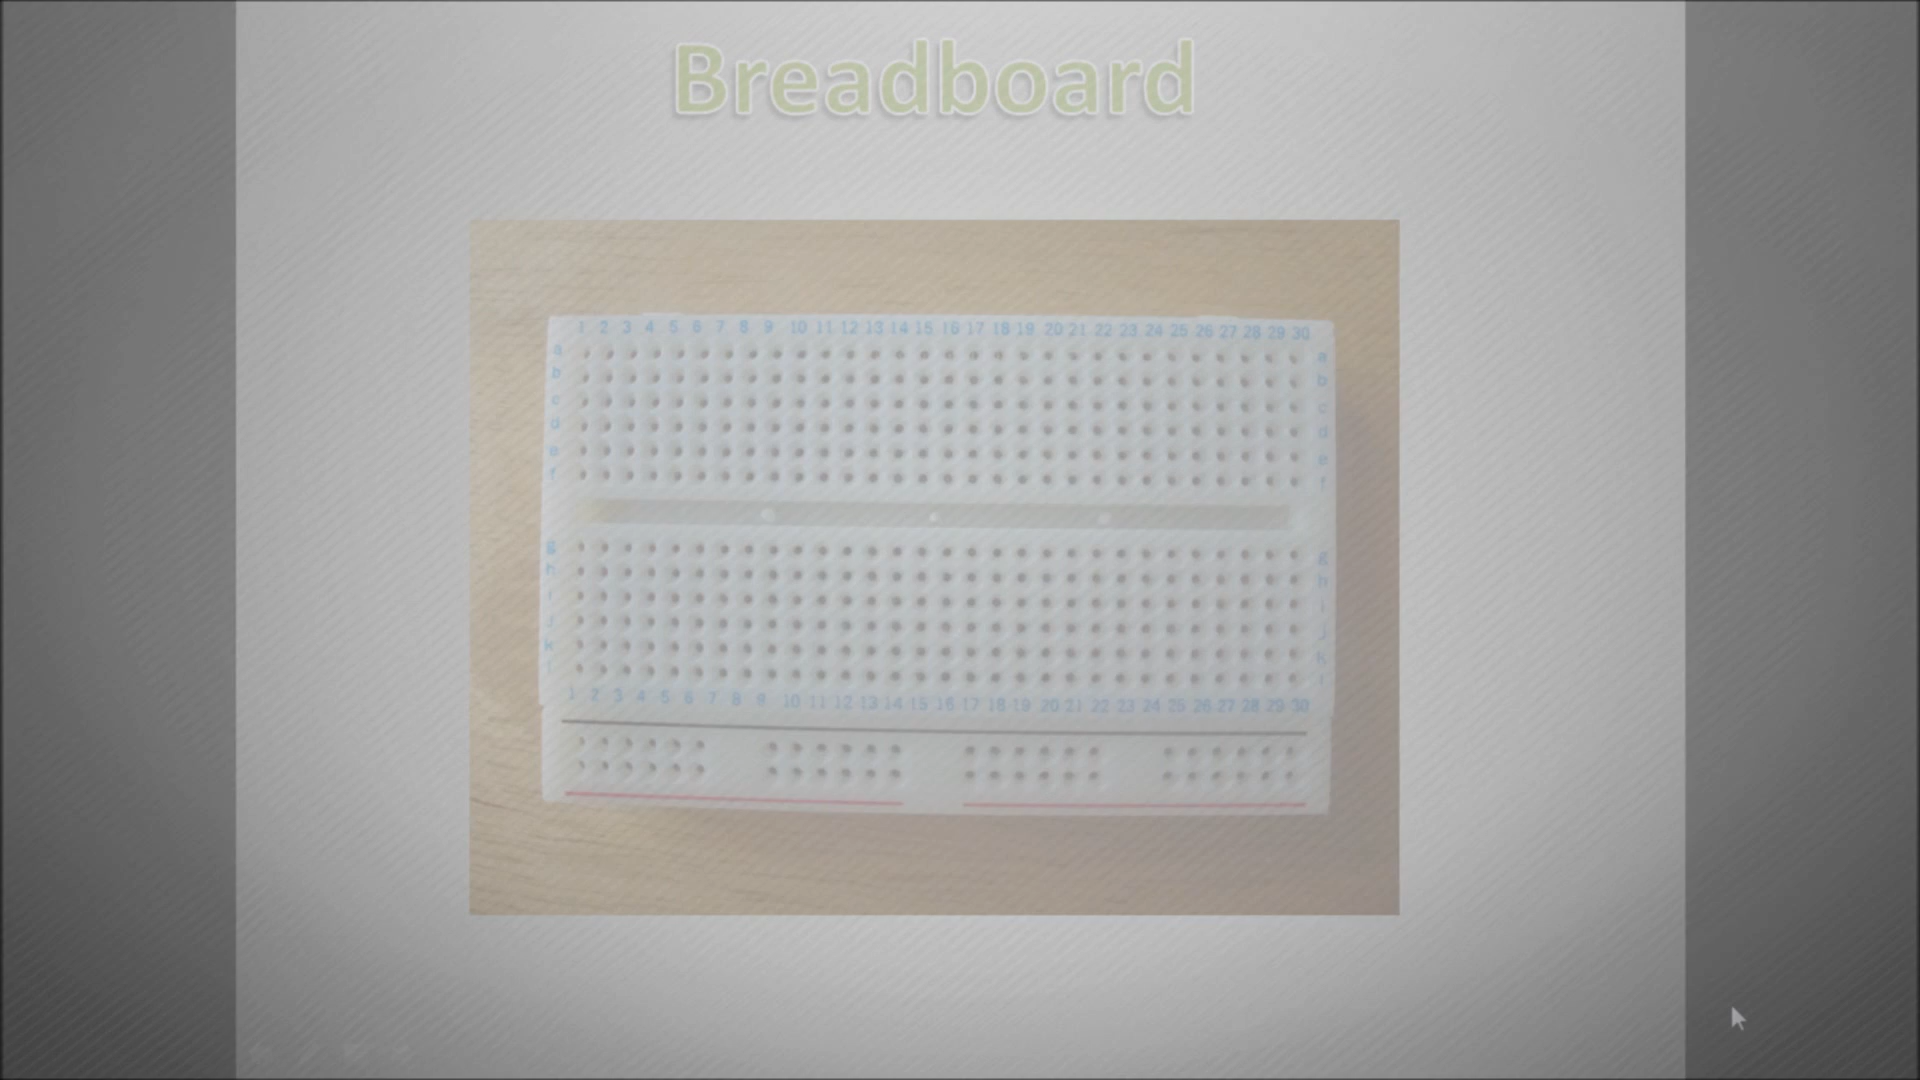 Breadboard
1 2 3 4 5 6 7 8 9 10 11 12 13 14 15 16 17 18 19 20 21 22 23 24 25 26 27 28 29 30
a a
b b
c c
d d
e e
f f
g g
h h
i i
j j
k k
l l
1 2 3 4 5 6 7 8 9 10 11 12 13 14 15 16 17 18 19 20 21 22 23 24 25 26 27 28 29 30